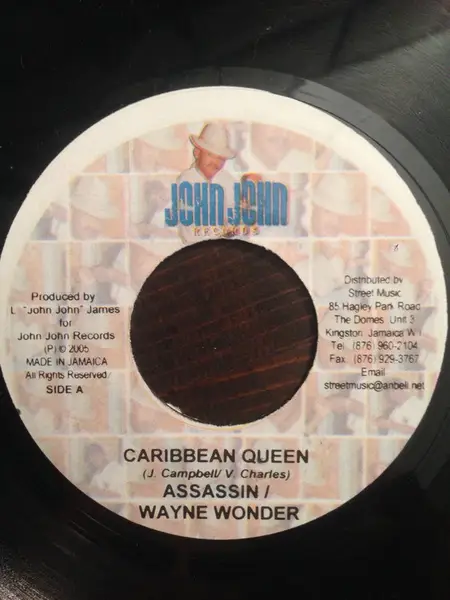 JOHN JOHN
RECORDS
Produced by
L "John John" James
for
John John Records
(P) © 2005
MADE IN JAMAICA
All Rights Reserved
SIDE A
Distributed by
Street Music
85 Hagley Park Road
The Domes Unit 3
Kingston Jamaica W I
Tel. (876) 960-2104
Fax (876) 929-3767
Email
streetmusic@anbell.net
CARIBBEAN QUEEN
(J. Campbell/ V. Charles)
ASSASSIN /
WAYNE WONDER